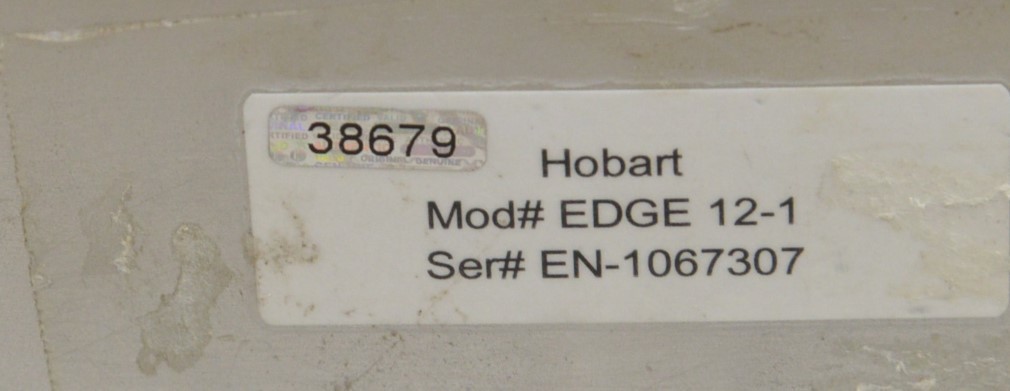 38679
Hobart
Mod# EDGE 12-1
Ser# EN-1067307